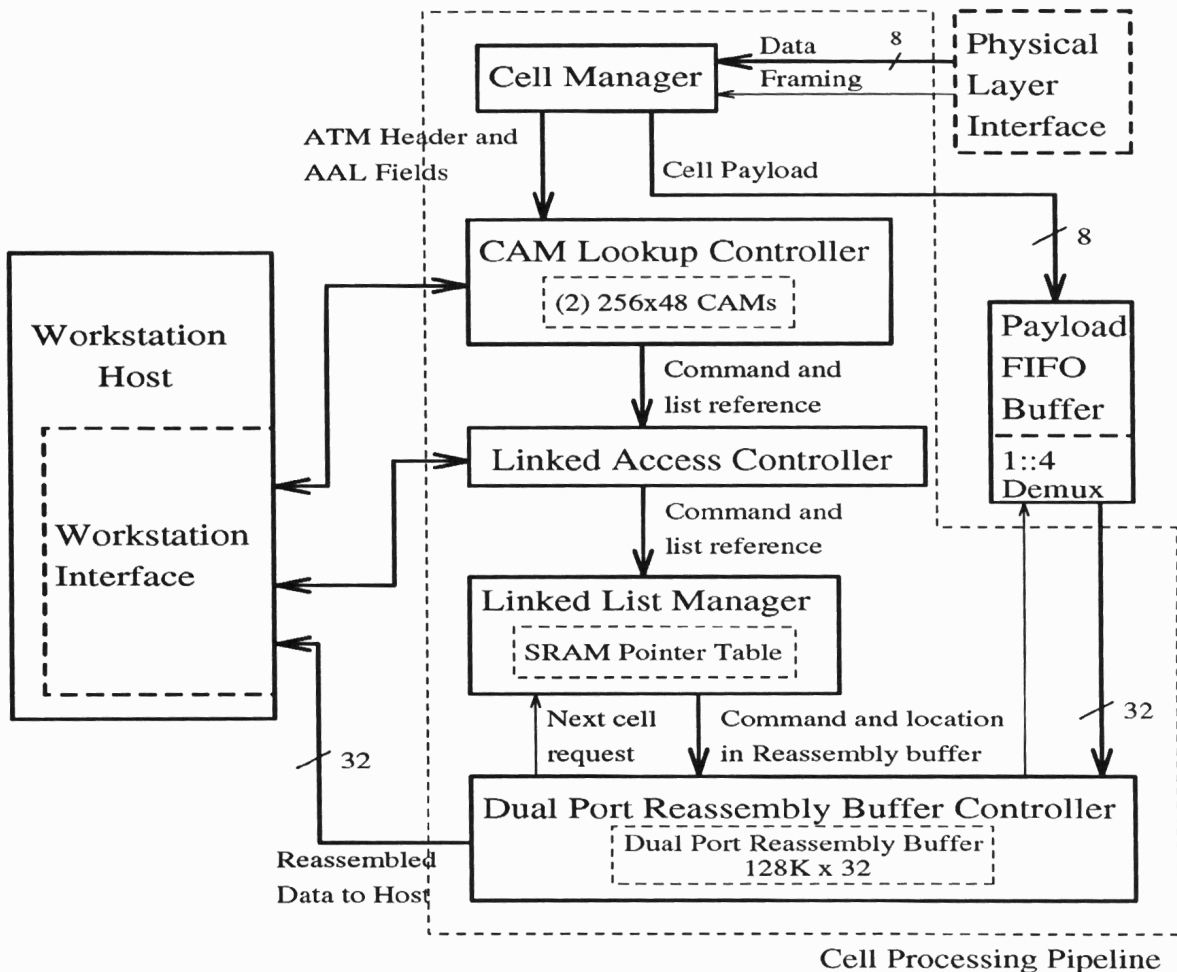 Data
8
Physical
Layer
Interface
Framing
Cell Manager
ATM Header and
AAL Fields
Cell Payload
8
CAM Lookup Controller
(2) 256x48 CAMs
Workstation
Host
Payload
FIFO
Buffer
1::4
Demux
Command and
list reference
Linked Access Controller
Workstation
Interface
Command and
list reference
Linked List Manager
SRAM Pointer Table
32
Next cell
request
Command and location
in Reassembly buffer
32
Dual Port Reassembly Buffer Controller
Dual Port Reassembly Buffer
128K x 32
Reassembled
Data to Host
Cell Processing Pipeline